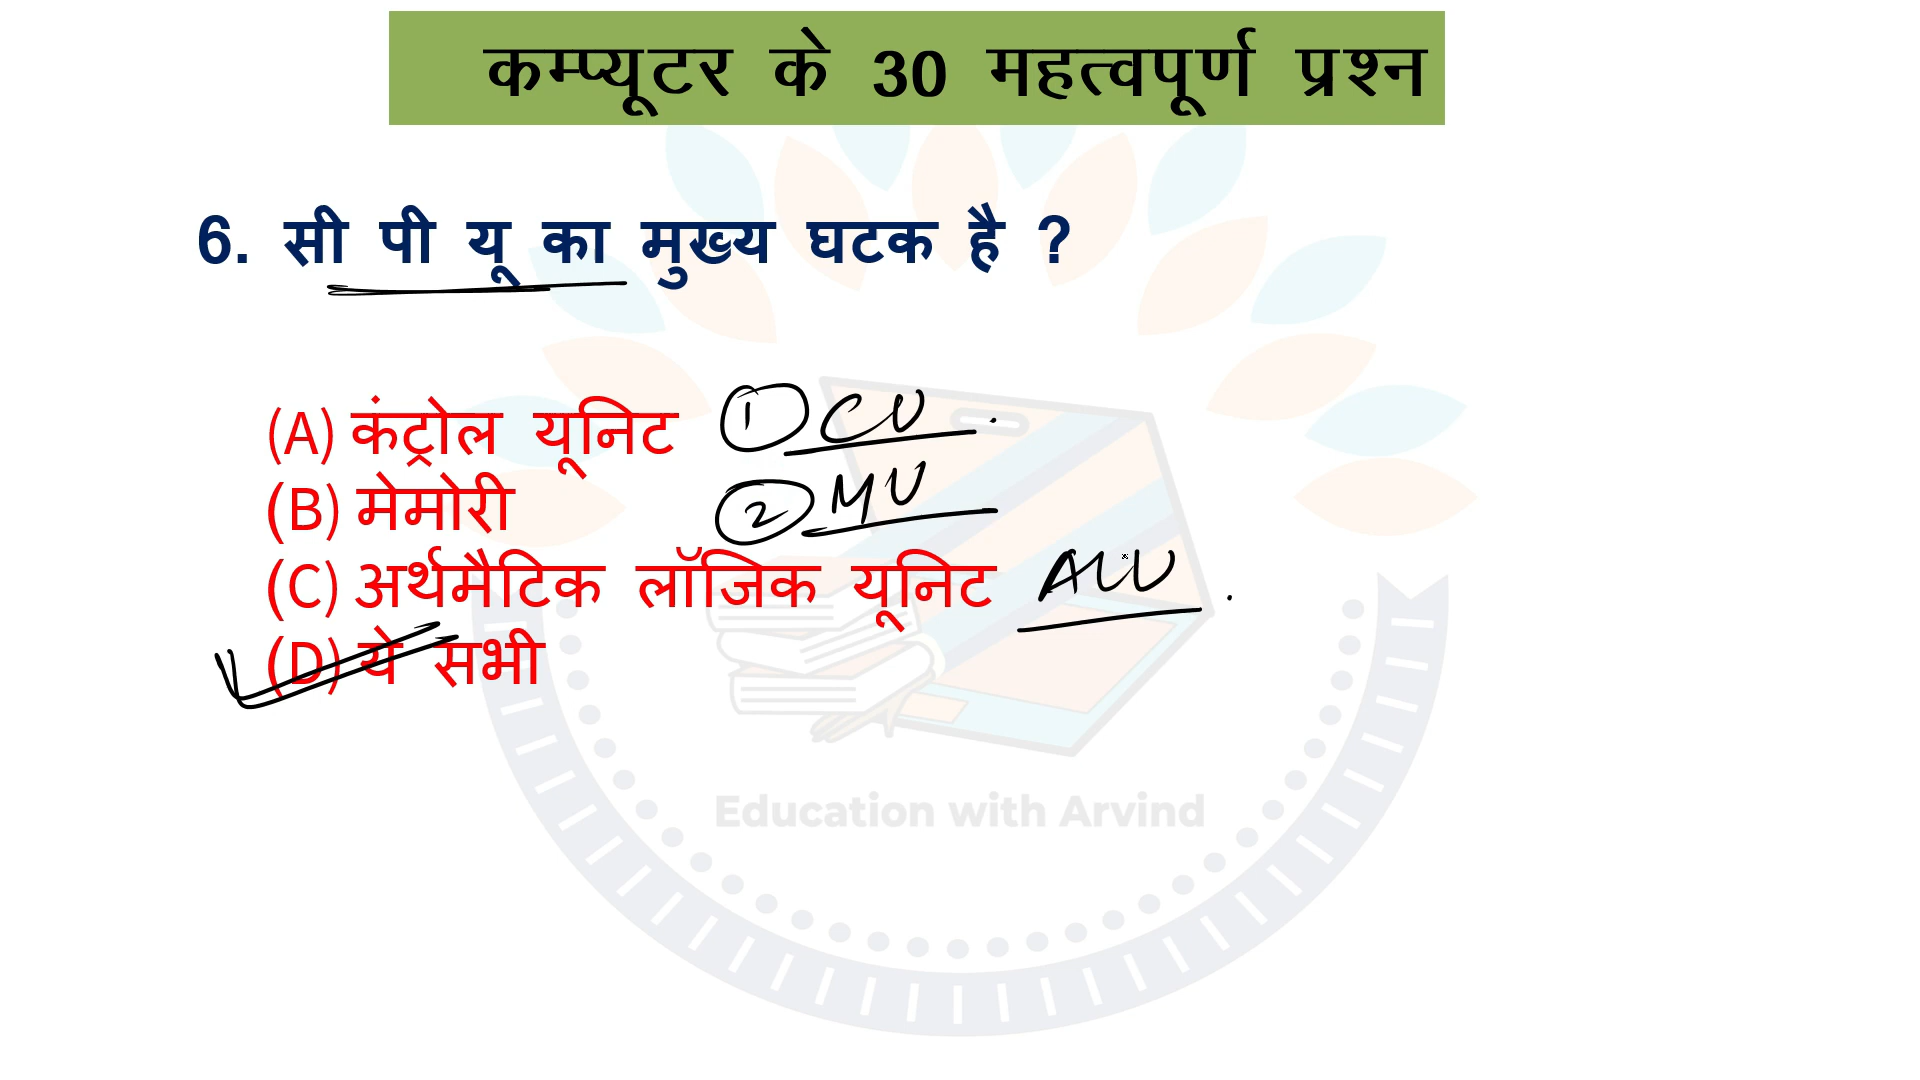 कम्प्यूटर के 30 महत्वपूर्ण प्रश्न
6. सी पी यू का मुख्य घटक है ?
(A) कंट्रोल यूनिट 1 CU .
(B) मेमोरी 2 MU
(C) अर्थमैटिक लॉजिक यूनिट ALU .
(D) ये सभी
Education with Arvind